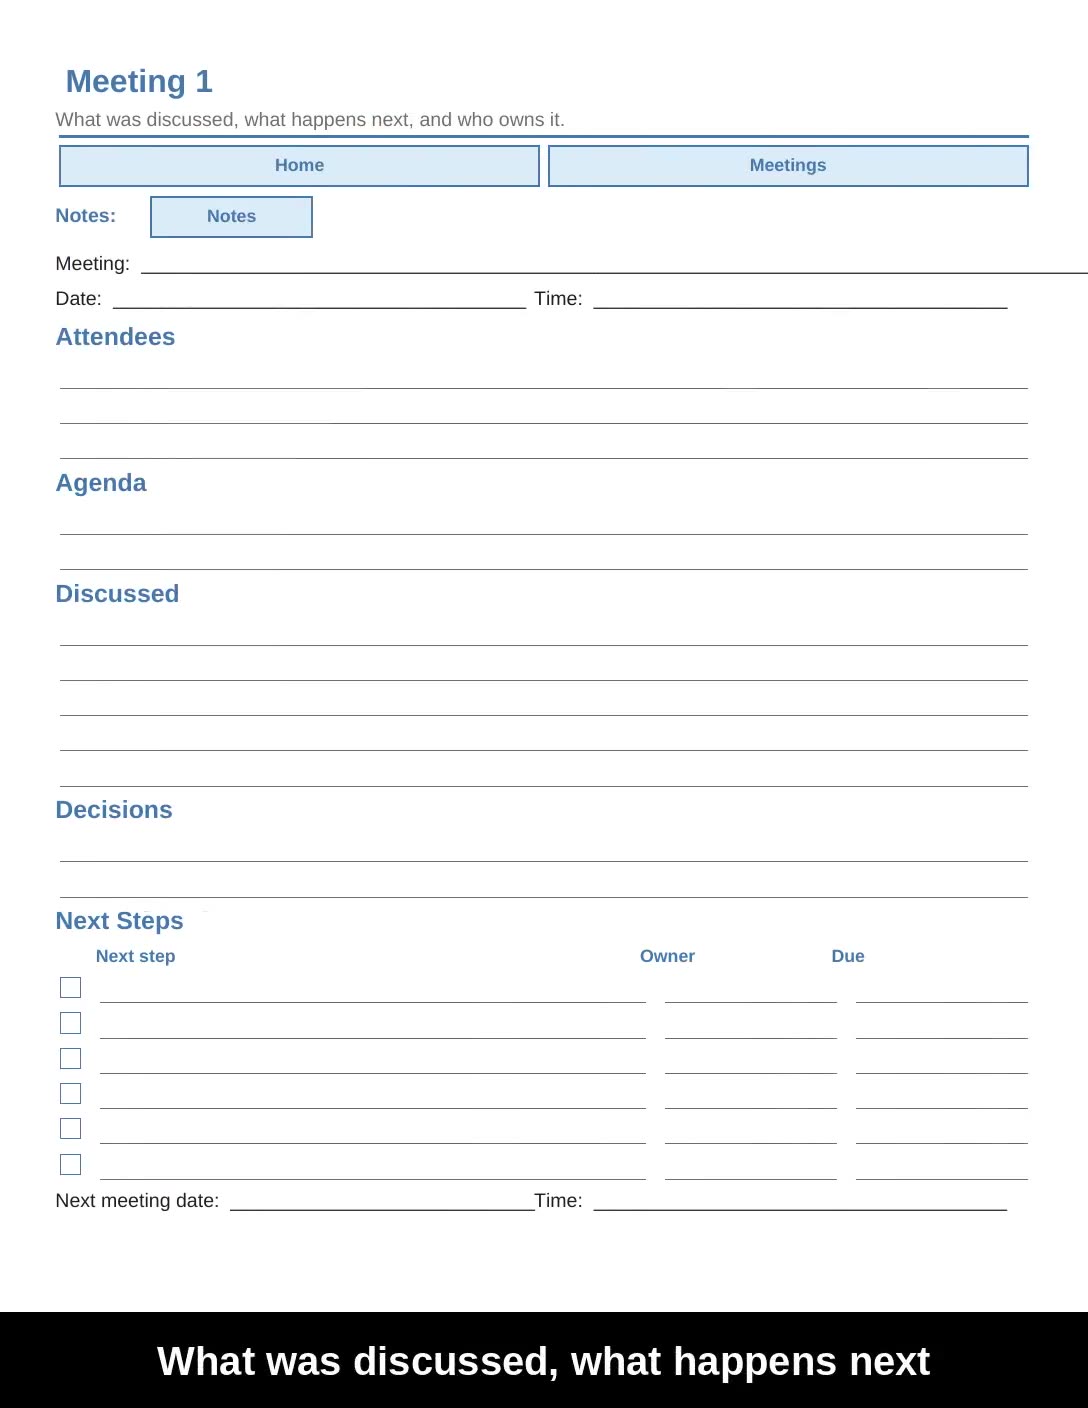 Meeting 1
What was discussed, what happens next, and who owns it.
Home Meetings
Notes: Notes
Meeting:
Date: Time:
Attendees
Agenda
Discussed
Decisions
Next Steps
Next step Owner Due
Next meeting date: Time:
What was discussed, what happens next